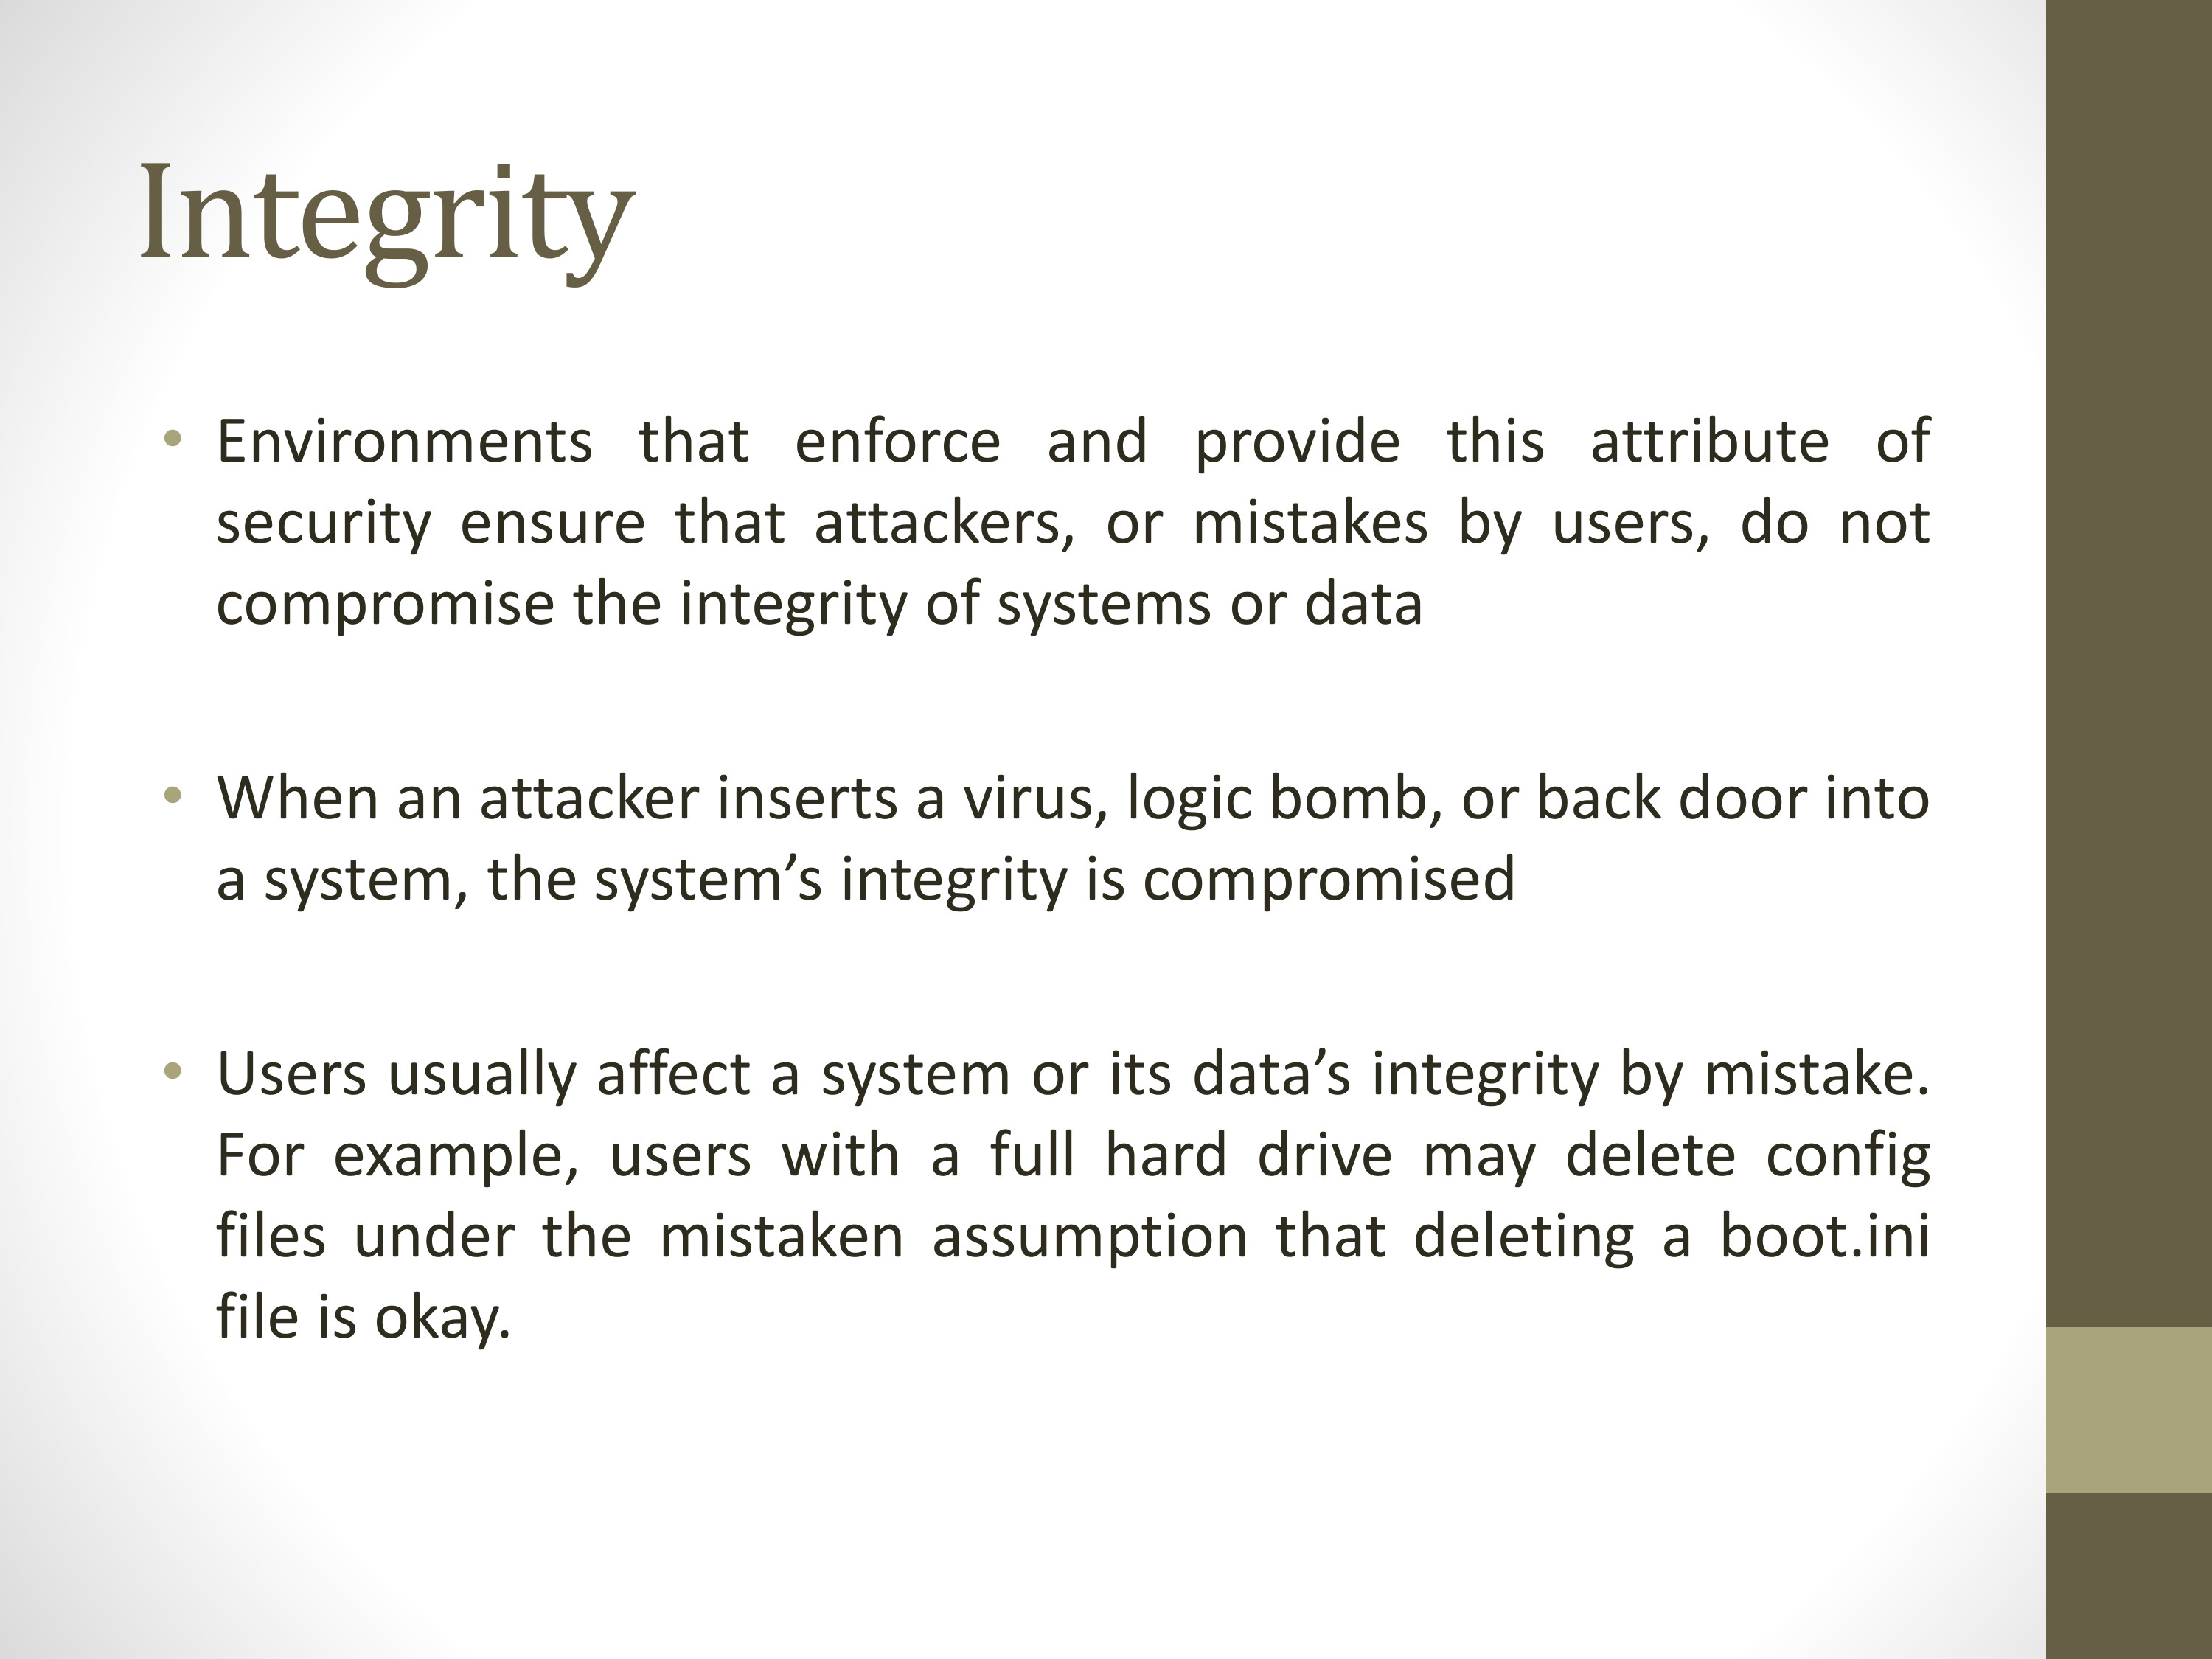 Integrity
• Environments that enforce and provide this attribute of
security ensure that attackers, or mistakes by users, do not
compromise the integrity of systems or data
• When an attacker inserts a virus, logic bomb, or back door into
a system, the system’s integrity is compromised
• Users usually affect a system or its data’s integrity by mistake.
For example, users with a full hard drive may delete config
files under the mistaken assumption that deleting a boot.ini
file is okay.